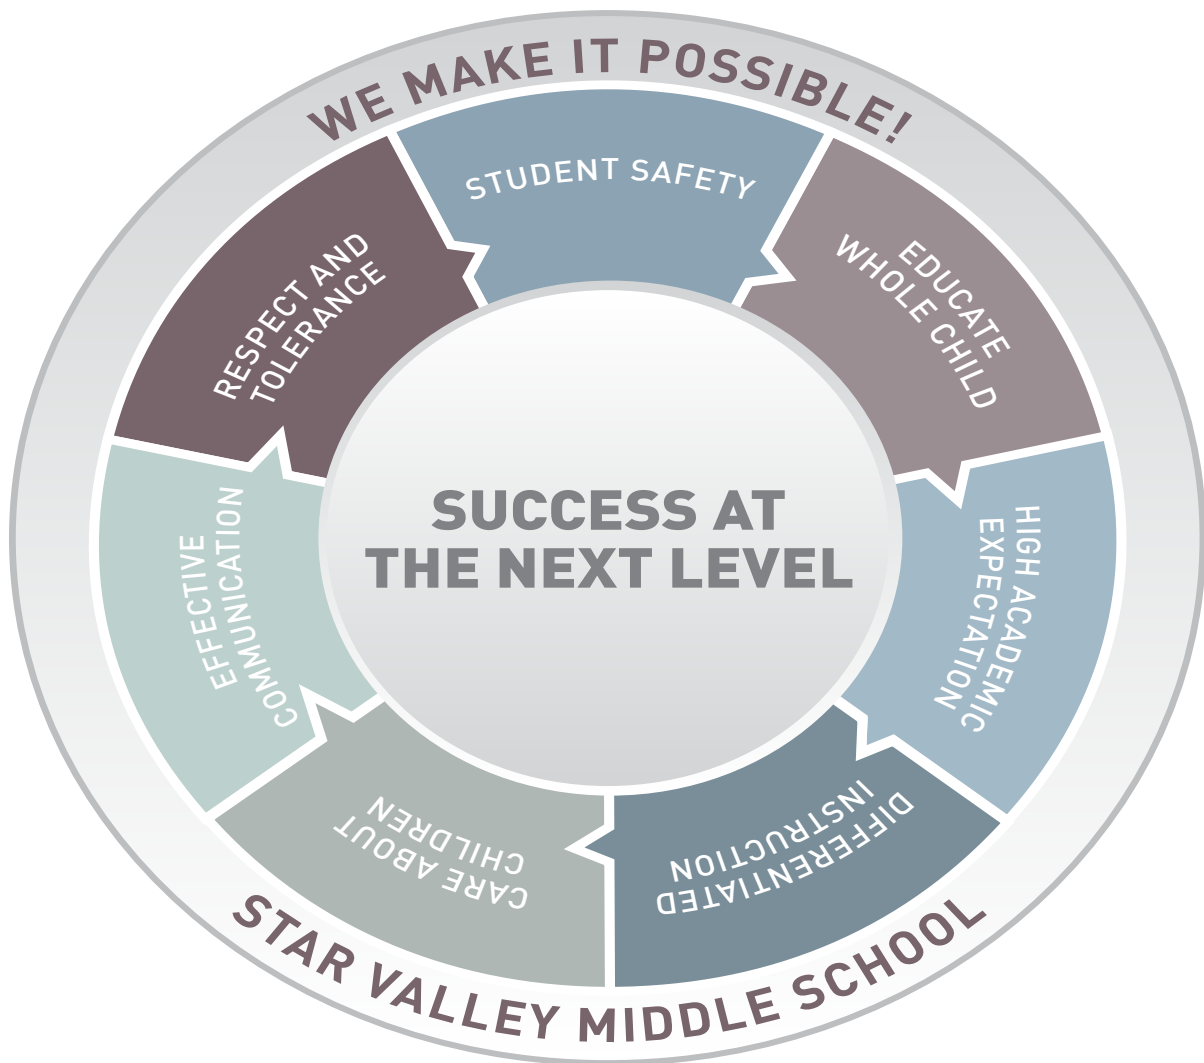 WE MAKE IT POSSIBLE!
STUDENT SAFETY
EDUCATE
WHOLE CHILD
HIGH ACADEMIC
EXPECTATION
DIFFERENTIATED
INSTRUCTION
CARE ABOUT
CHILDREN
EFFECTIVE
COMMUNICATION
RESPECT AND
TOLERANCE
SUCCESS AT
THE NEXT LEVEL
STAR VALLEY MIDDLE SCHOOL